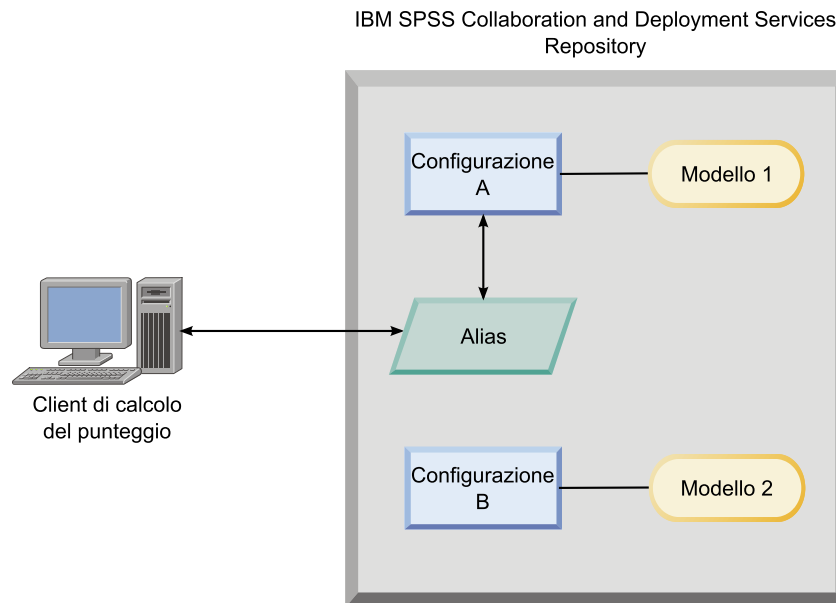 IBM SPSS Collaboration and Deployment Services
Repository
Configurazione
A
Modello 1
Alias
Client di calcolo
del punteggio
Configurazione
B
Modello 2